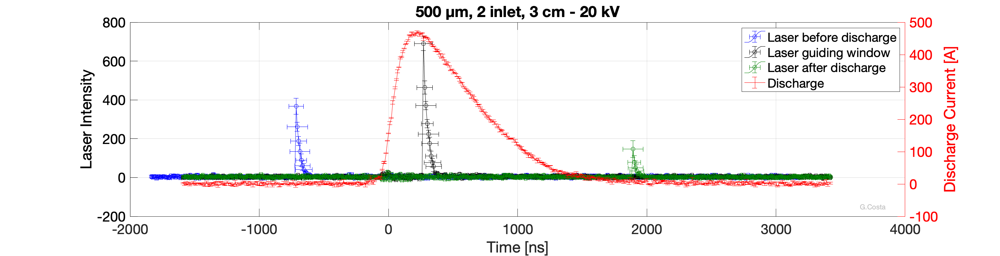 500 µm, 2 inlet, 3 cm - 20 kV
800
600
400
200
0
-200
Laser Intensity
500
400
300
200
100
0
-100
Discharge Current [A]
Laser before discharge
Laser guiding window
Laser after discharge
Discharge
G.Costa
-2000
-1000
0
1000
2000
3000
4000
Time [ns]